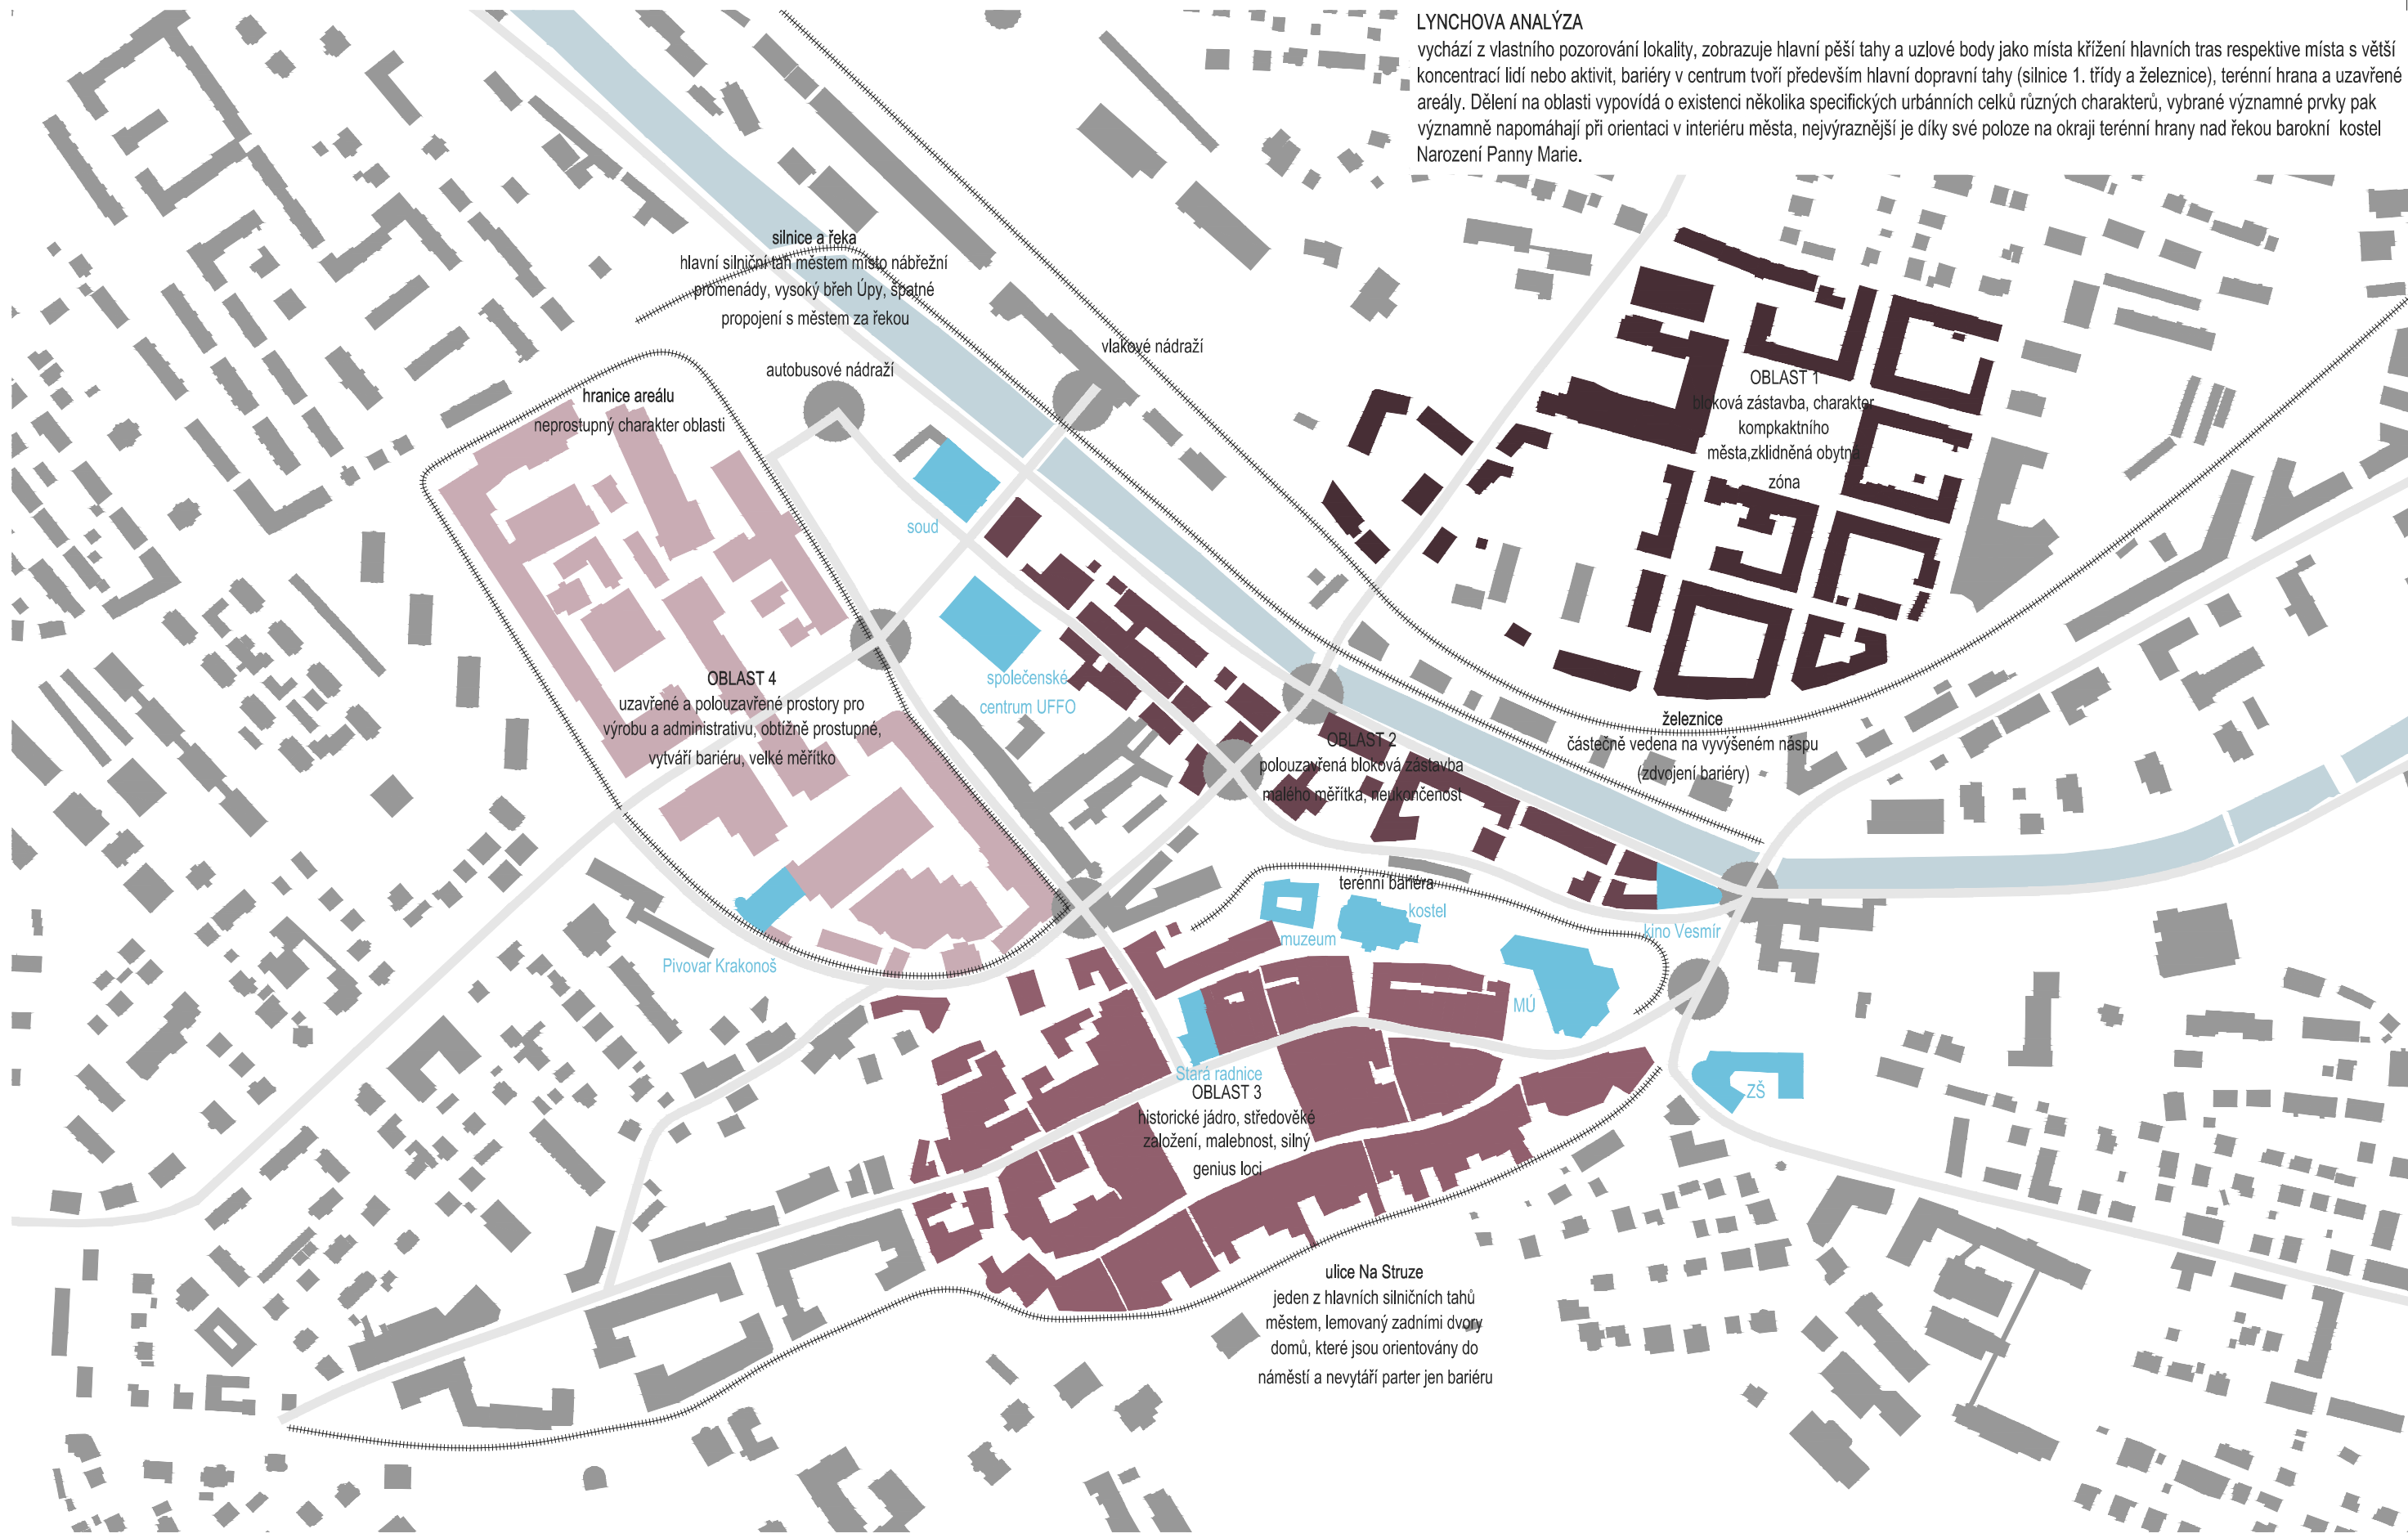 LYNCHOVA ANALÝZA
vychází z vlastního pozorování lokality, zobrazuje hlavní pěší tahy a uzlové body jako místa křížení hlavních tras respektive místa s větší
koncentrací lidí nebo aktivit, bariéry v centrum tvoří především hlavní dopravní tahy (silnice 1. třídy a železnice), terénní hrana a uzavřené
areály. Dělení na oblasti vypovídá o existenci několika specifických urbánních celků různých charakterů, vybrané významné prvky pak
významně napomáhají při orientaci v interiéru města, nejvýraznější je díky své poloze na okraji terénní hrany nad řekou barokní kostel
Narození Panny Marie.
silnice a řeka
hlavní silniční tah městem místo nábřežní
promenády, vysoký břeh Úpy, špatné
propojení s městem za řekou
vlakové nádraží
autobusové nádraží
hranice areálu
neprostupný charakter oblasti
OBLAST 1
bloková zástavba, charakter
kompkaktního
města,zklidněná obytná
zóna
soud
společenské
centrum UFFO
OBLAST 4
uzavřené a polouzavřené prostory pro
výrobu a administrativu, obtížně prostupné,
vytváří bariéru, velké měřítko
OBLAST 2
polouzavřená bloková zástavba
malého měřítka, neukončenost
železnice
částečně vedena na vyvýšeném náspu
(zdvojení bariéry)
terénní bariéra
kostel
muzeum
kino Vesmír
Pivovar Krakonoš
MÚ
Stará radnice
OBLAST 3
historické jádro, středověké
založení, malebnost, silný
genius loci
ZŠ
ulice Na Struze
jeden z hlavních silničních tahů
městem, lemovaný zadními dvory
domů, které jsou orientovány do
náměstí a nevytáří parter jen bariéru